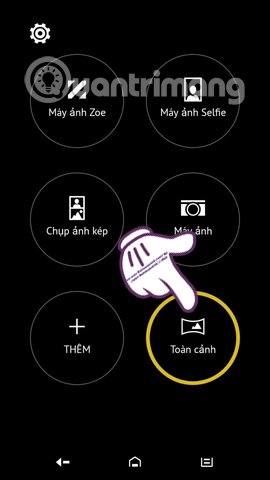 Quantrimang
Máy ảnh Zoe
Máy ảnh Selfie
Chụp ảnh kép
Máy ảnh
THÊM
Toàn cảnh